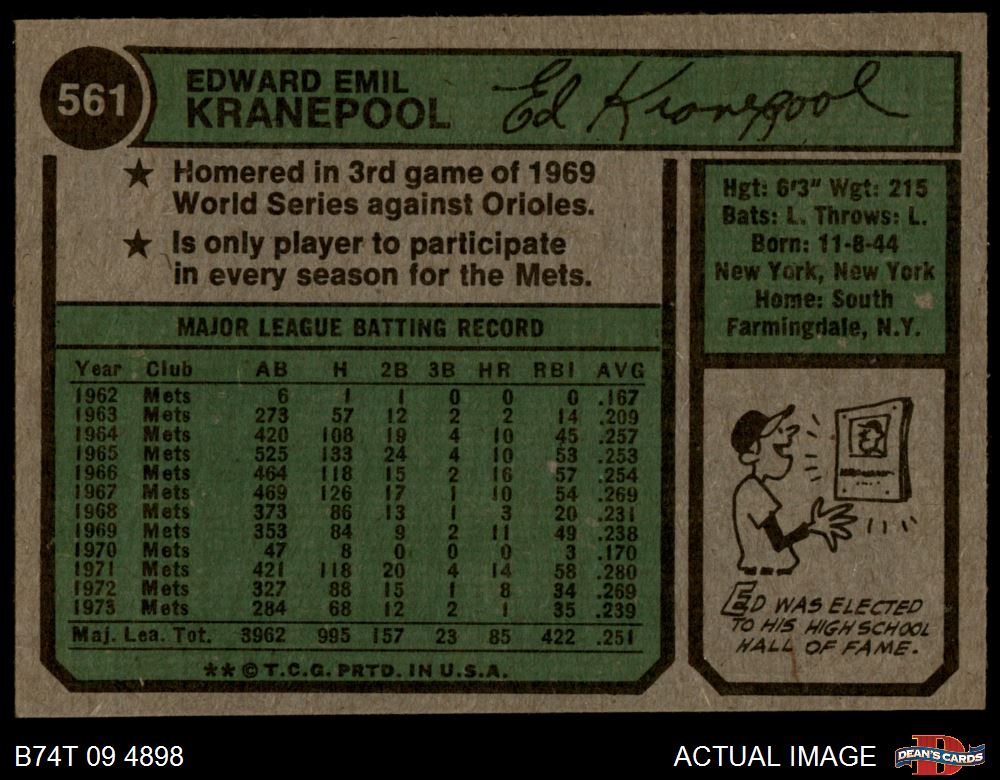 561
EDWARD EMIL
KRANEPOOL
Ed Kranepool
★ Homered in 3rd game of 1969
World Series against Orioles.
★ Is only player to participate
in every season for the Mets.
Hgt: 6'3" Wgt: 215
Bats: L. Throws: L.
Born: 11-8-44
New York, New York
Home: South
Farmingdale, N.Y.
MAJOR LEAGUE BATTING RECORD
Year Club AB H 2B 3B HR RBI AVG
1962 Mets 6 1 1 0 0 0 .167
1963 Mets 273 57 12 2 2 14 .209
1964 Mets 420 108 19 4 10 45 .257
1965 Mets 525 133 24 4 10 53 .253
1966 Mets 464 118 15 2 16 57 .254
1967 Mets 469 126 17 1 10 54 .269
1968 Mets 373 86 13 1 3 20 .231
1969 Mets 353 84 9 2 11 49 .238
1970 Mets 47 8 0 0 0 3 .170
1971 Mets 421 118 20 4 14 58 .280
1972 Mets 327 88 15 1 8 34 .269
1973 Mets 284 68 12 2 1 35 .239
Maj. Lea. Tot. 3962 995 157 23 85 422 .251
** © T.C.G. PRTD. IN U.S.A.
ED WAS ELECTED
TO HIS HIGH SCHOOL
HALL OF FAME.
B74T 09 4898
ACTUAL IMAGE
D
DEAN'S CARDS